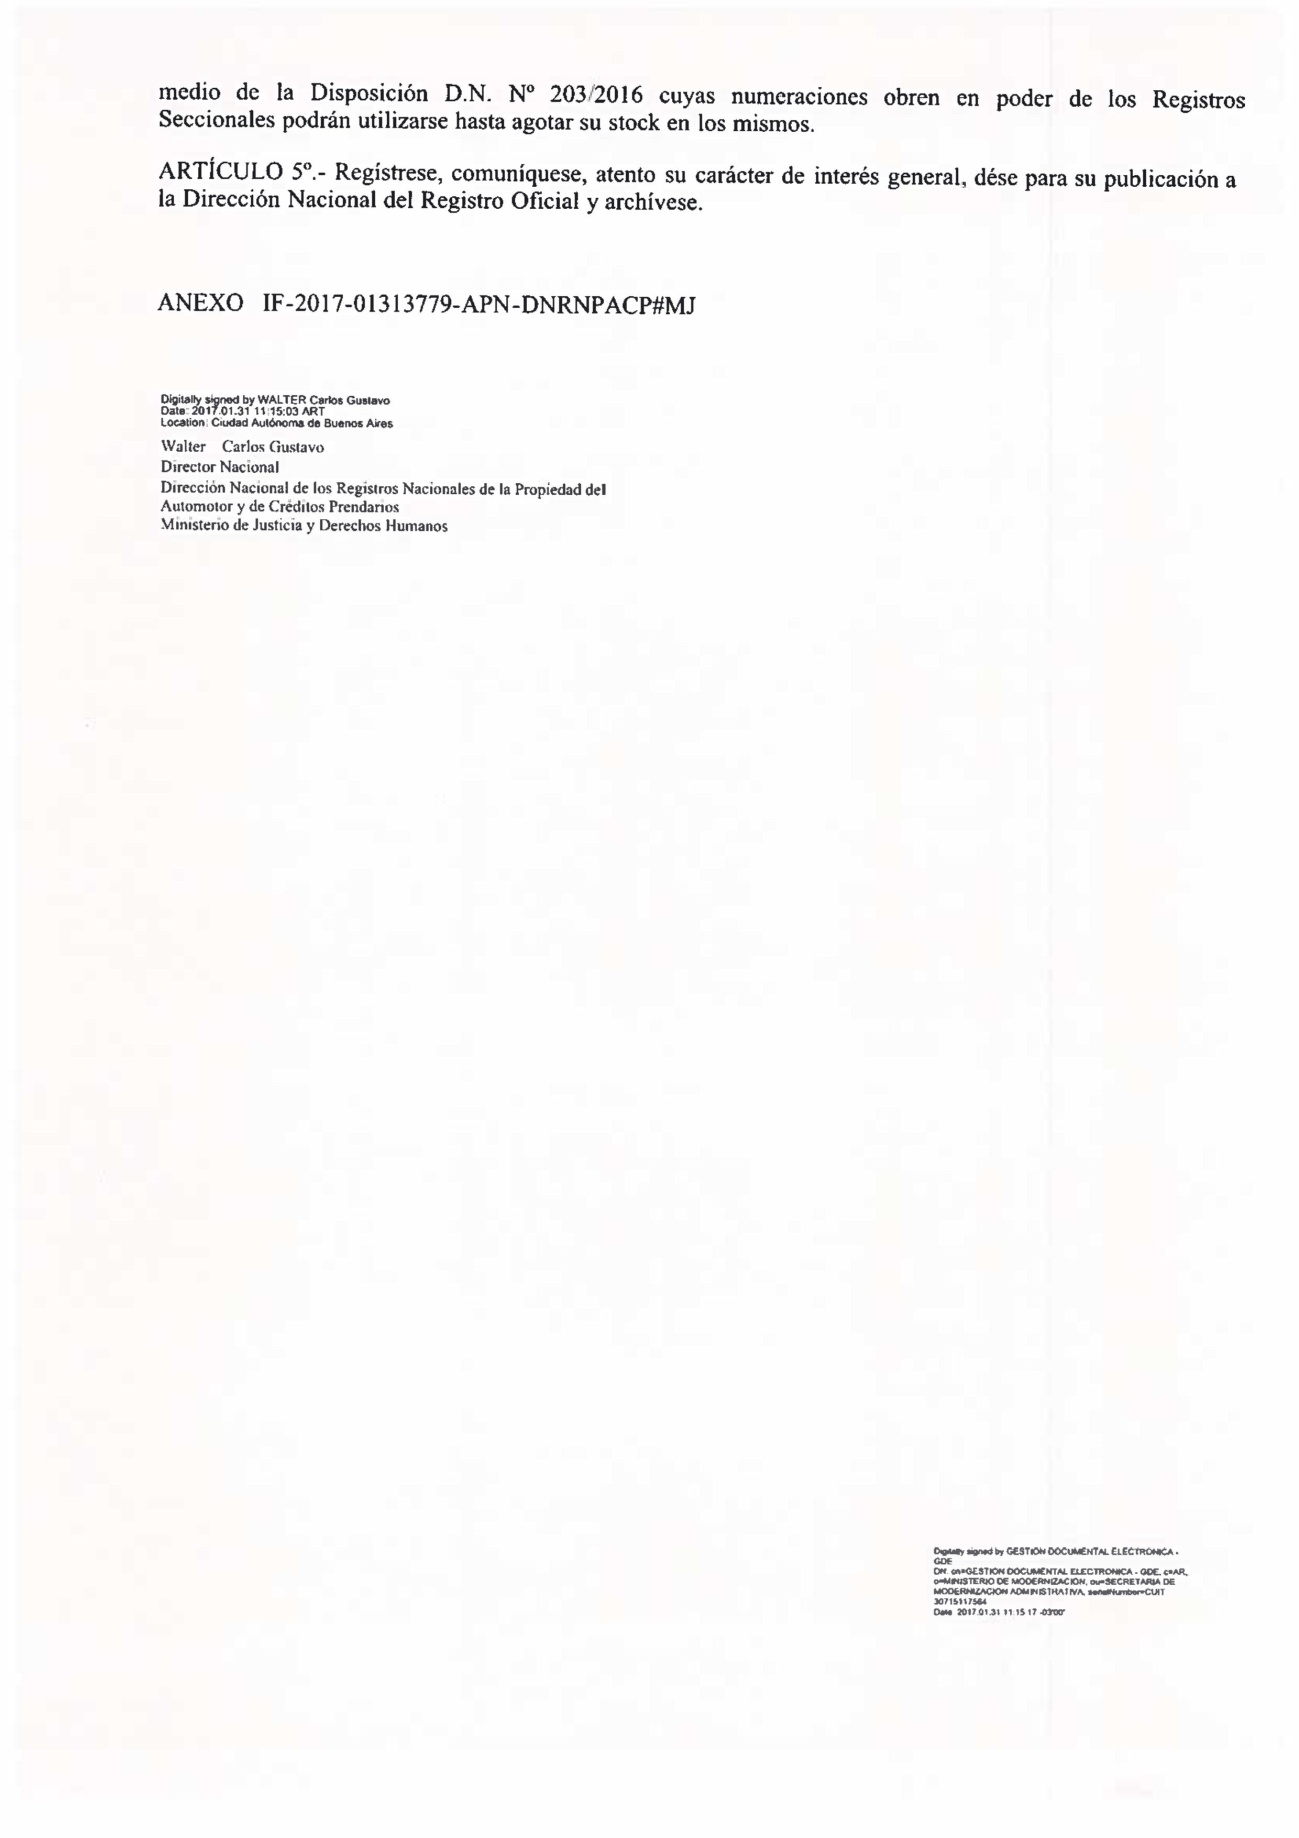 medio de la Disposición D.N. Nº 203/2016 cuyas numeraciones obren en poder de los Registros
Seccionales podrán utilizarse hasta agotar su stock en los mismos.
ARTÍCULO 5º.- Regístrese, comuníquese, atento su carácter de interés general, dése para su publicación a
la Dirección Nacional del Registro Oficial y archívese.
ANEXO IF-2017-01313779-APN-DNRNPACP#MJ
Digitally signed by WALTER Carlos Gustavo
Date: 2017.01.31 11:15:03 ART
Location: Ciudad Autónoma de Buenos Aires
Walter Carlos Gustavo
Director Nacional
Dirección Nacional de los Registros Nacionales de la Propiedad del
Automotor y de Créditos Prendarios
Ministerio de Justicia y Derechos Humanos
Digitally signed by GESTION DOCUMENTAL ELECTRONICA -
GDE
DN: cn=GESTION DOCUMENTAL ELECTRONICA - GDE, c=AR,
o=MINISTERIO DE MODERNIZACION, ou=SECRETARIA DE
MODERNIZACION ADMINISTRATIVA, serialNumber=CUIT
30715117564
Date: 2017.01.31 11:15:17 -03'00'